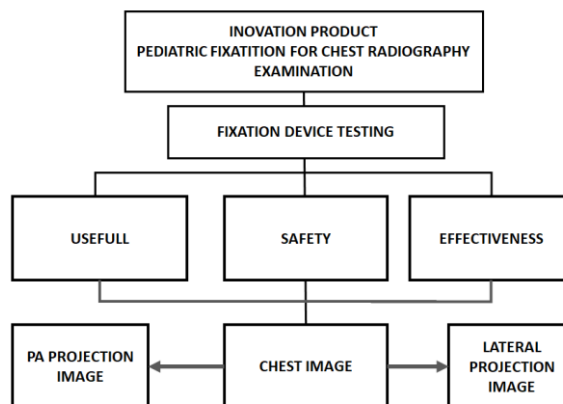 INOVATION PRODUCT
PEDIATRIC FIXATITION FOR CHEST RADIOGRAPHY
EXAMINATION
FIXATION DEVICE TESTING
USEFULL
SAFETY
EFFECTIVENESS
PA PROJECTION
IMAGE
CHEST IMAGE
LATERAL
PROJECTION
IMAGE